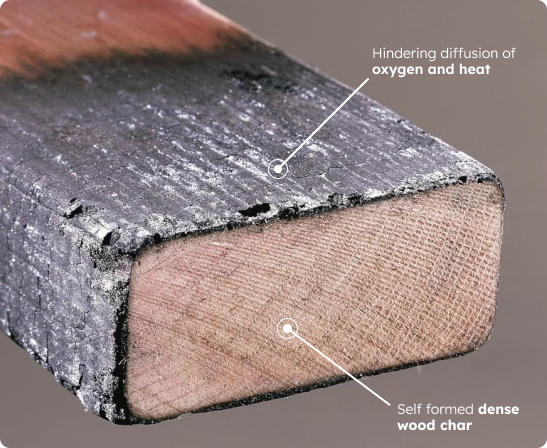 Hindering diffusion of
oxygen and heat
Self formed dense
wood char